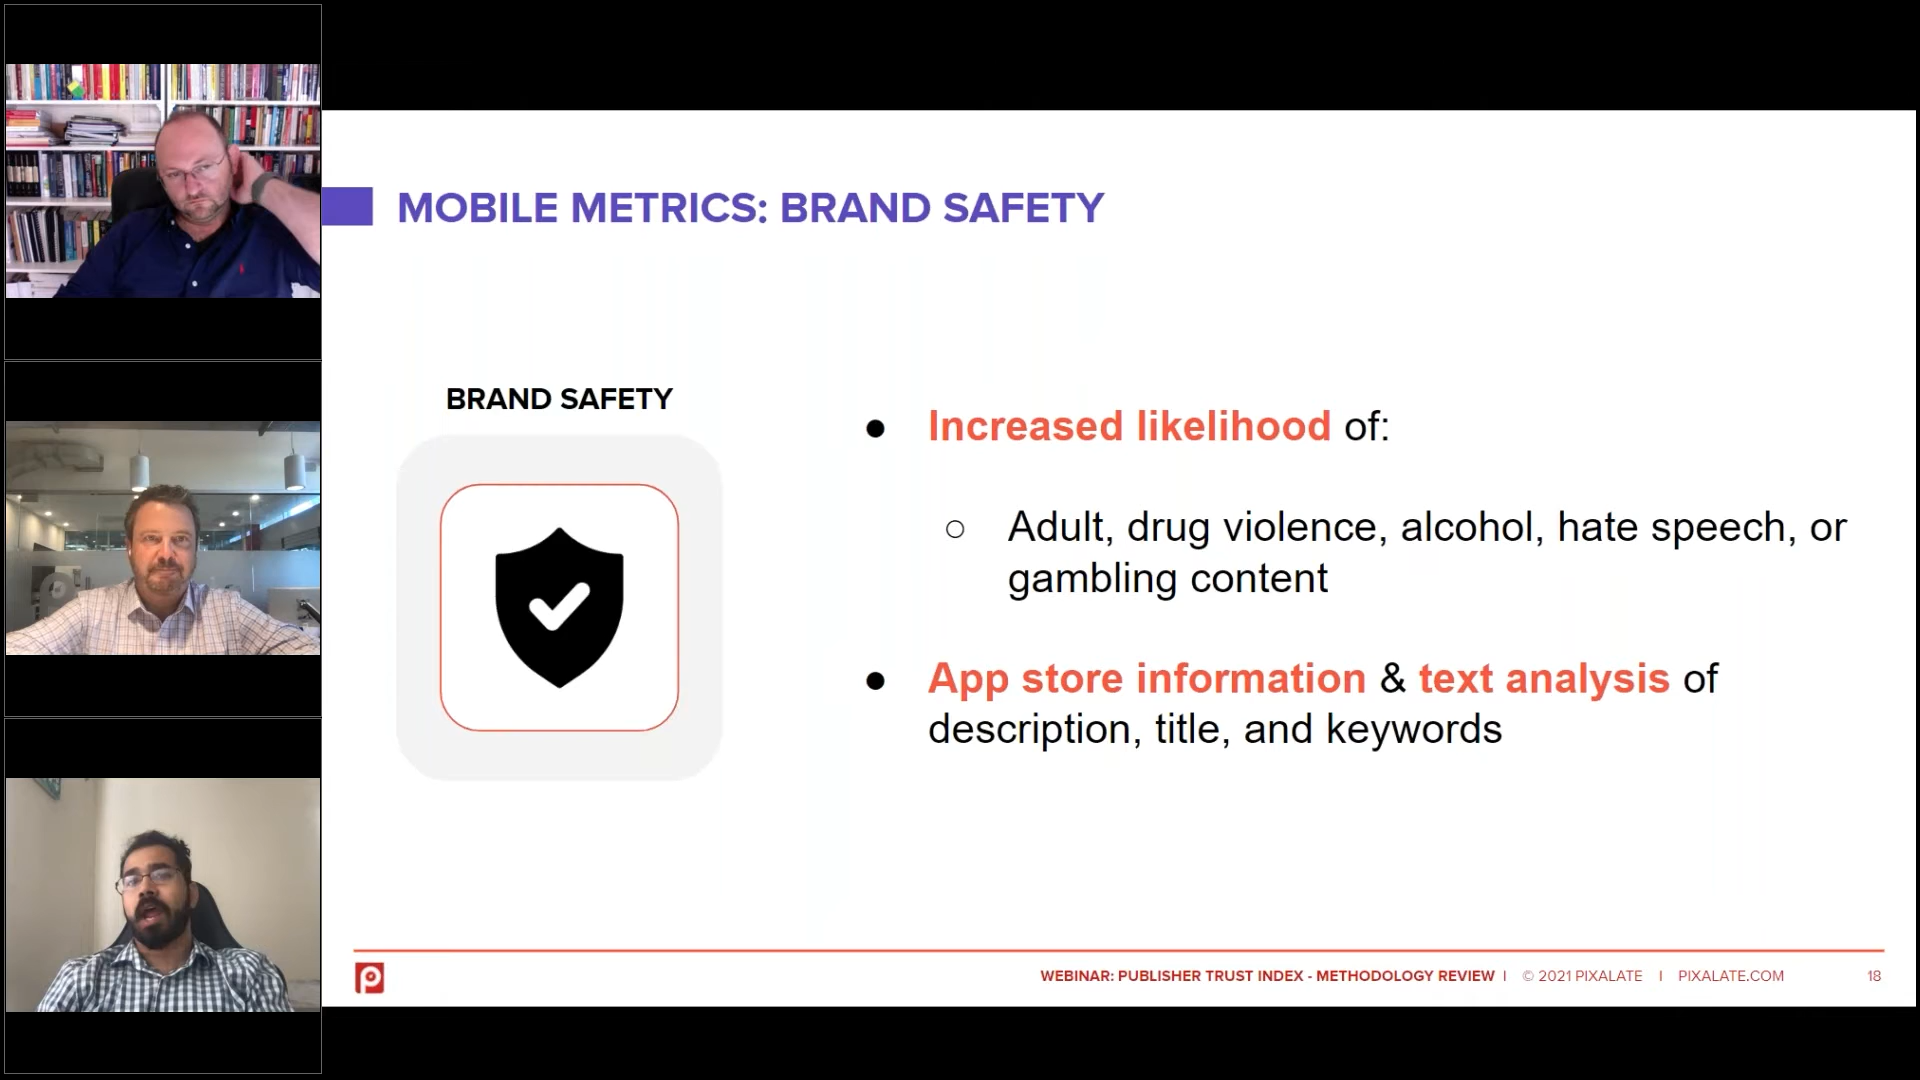 MOBILE METRICS: BRAND SAFETY
BRAND SAFETY
● Increased likelihood of:
○ Adult, drug violence, alcohol, hate speech, or
gambling content
● App store information & text analysis of
description, title, and keywords
WEBINAR: PUBLISHER TRUST INDEX - METHODOLOGY REVIEW | © 2021 PIXALATE | PIXALATE.COM 18